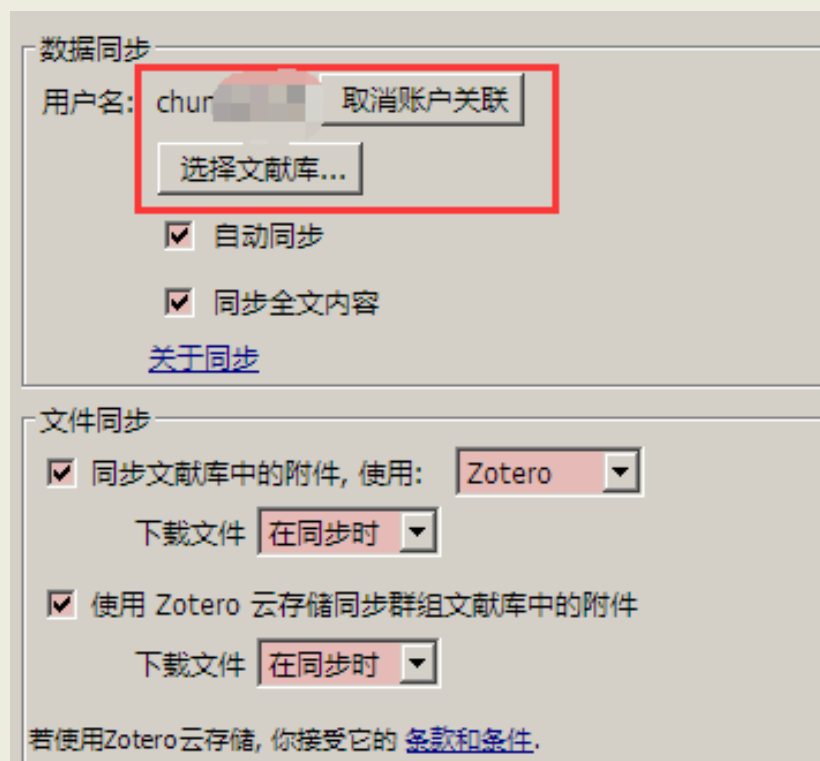 数据同步
用户名: chur 取消账户关联
选择文献库...
自动同步
同步全文内容
关于同步
文件同步
同步文献库中的附件, 使用: Zotero
下载文件 在同步时
使用 Zotero 云存储同步群组文献库中的附件
下载文件 在同步时
若使用Zotero云存储, 你接受它的 条款和条件.